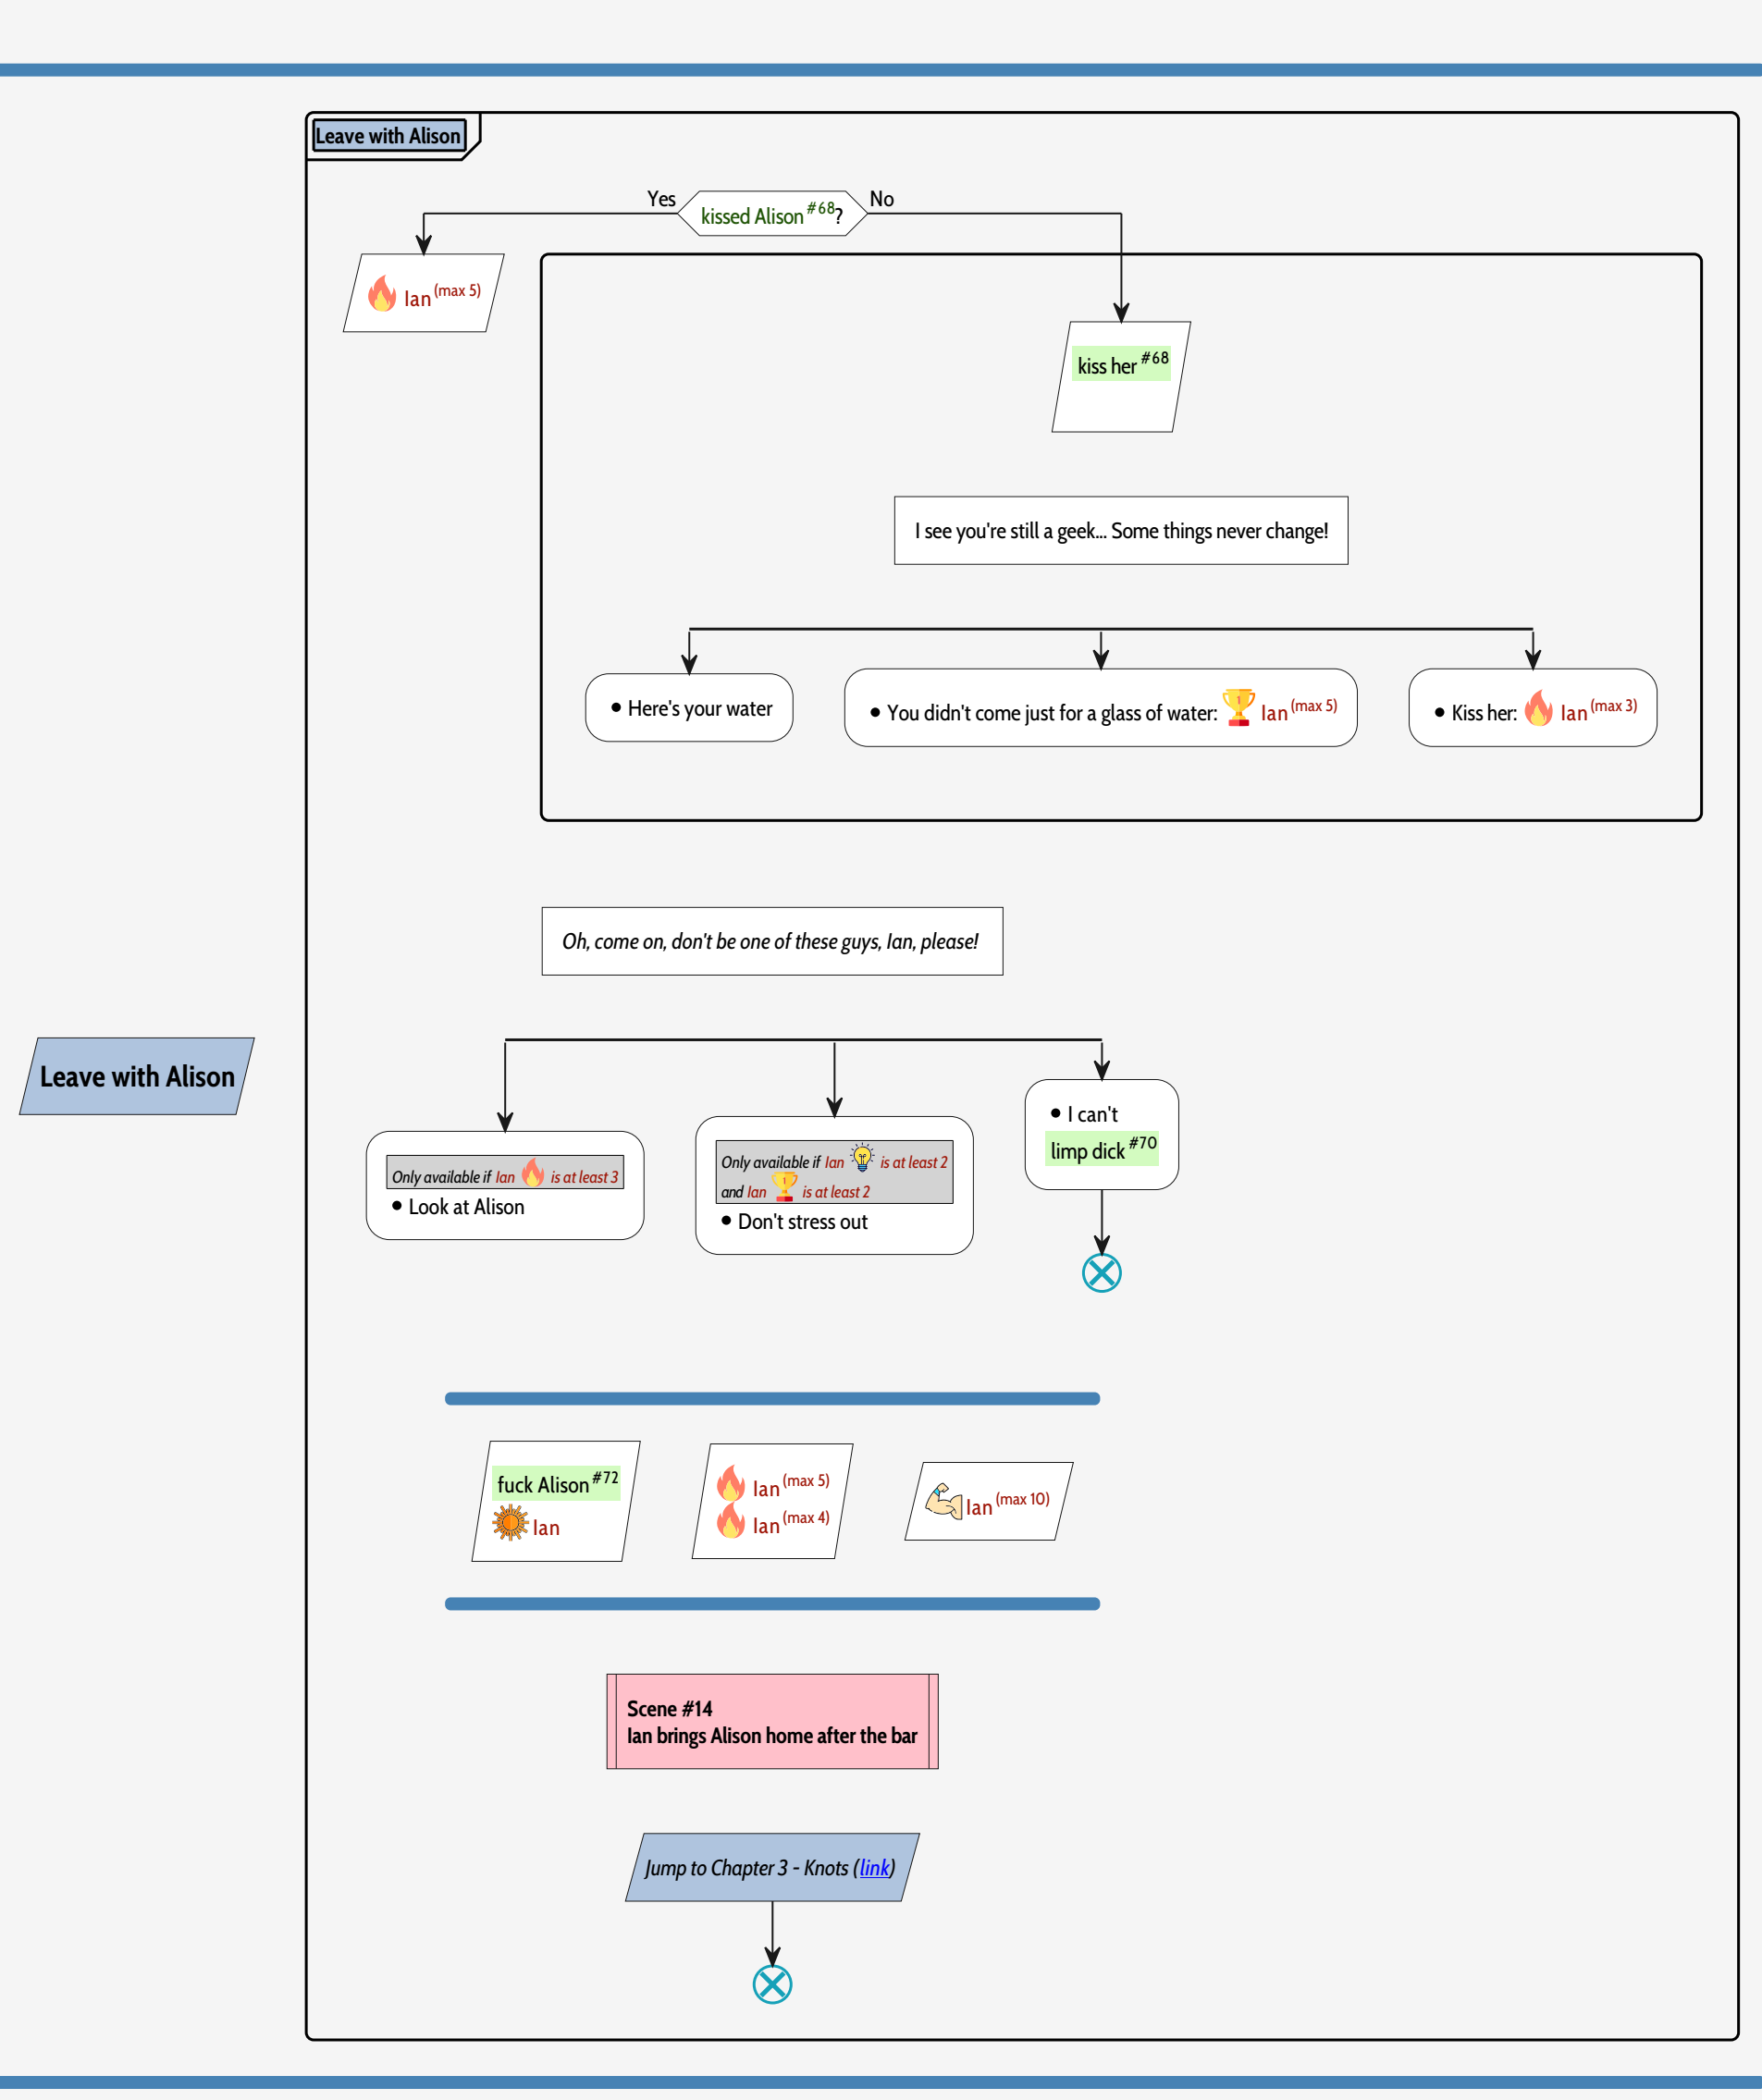 Leave with Alison
Yes
kissed Alison #68?
No
Ian (max 5)
kiss her #68
I see you're still a geek... Some things never change!
• Here's your water
• You didn't come just for a glass of water: 1 Ian (max 5)
• Kiss her: Ian (max 3)
Oh, come on, don't be one of these guys, Ian, please!
Leave with Alison
Only available if Ian is at least 3
• Look at Alison
Only available if Ian is at least 2
and Ian 1 is at least 2
• Don't stress out
• I can't
limp dick #70
fuck Alison #72
Ian
Ian (max 5)
Ian (max 4)
Ian (max 10)
Scene #14
Ian brings Alison home after the bar
Jump to Chapter 3 - Knots (link)